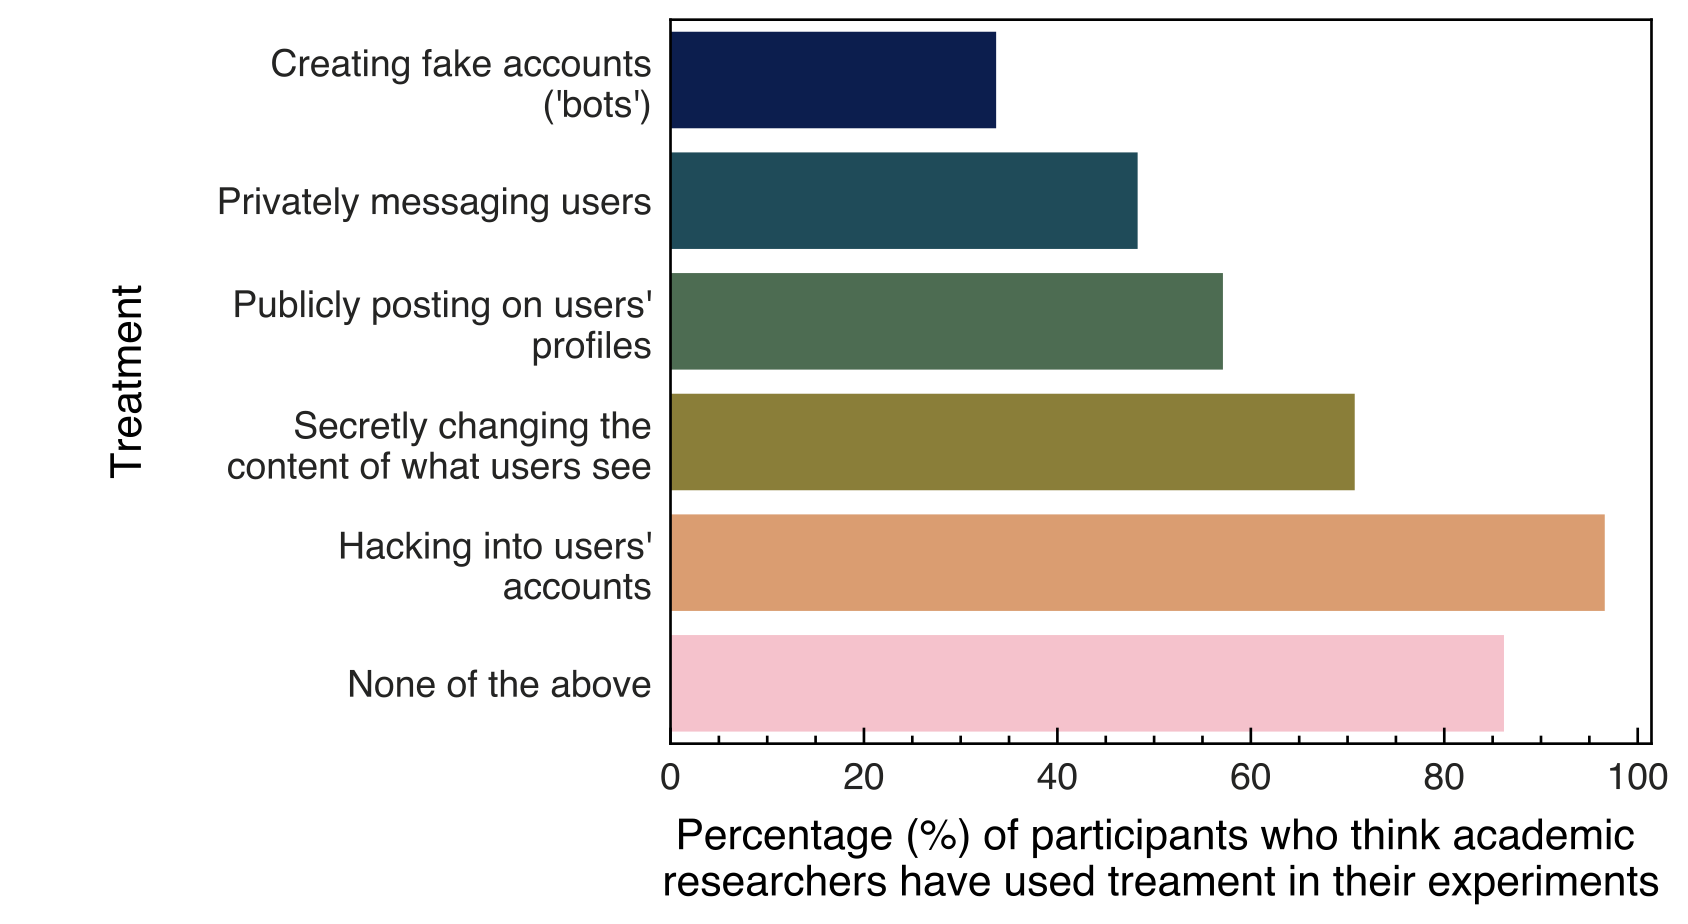 Creating fake accounts
('bots')
Privately messaging users
Publicly posting on users'
profiles
Secretly changing the
content of what users see
Hacking into users'
accounts
None of the above
Treatment
0 20 40 60 80 100
Percentage (%) of participants who think academic
researchers have used treament in their experiments